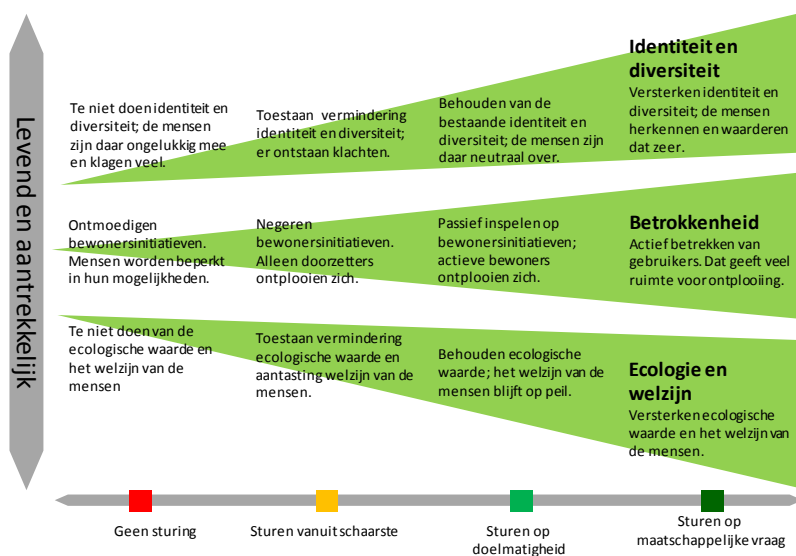 Levend en aantrekkelijk
Te niet doen identiteit en
diversiteit; de mensen
zijn daar ongelukkig mee
en klagen veel.
Toestaan vermindering
identiteit en diversiteit;
er ontstaan klachten.
Behouden van de
bestaande identiteit en
diversiteit; de mensen zijn
daar neutraal over.
Identiteit en
diversiteit
Versterken identiteit en
diversiteit; de mensen
herkennen en waarderen
dat zeer.
Ontmoedigen
bewonersinitiatieven.
Mensen worden beperkt
in hun mogelijkheden.
Negeren
bewonersinitiatieven.
Alleen doorzetters
ontplooien zich.
Passief inspelen op
bewonersinitiatieven;
actieve bewoners
ontplooien zich.
Betrokkenheid
Actief betrekken van
gebruikers. Dat geeft veel
ruimte voor ontplooiing.
Te niet doen van de
ecologische waarde en
het welzijn van de
mensen
Toestaan vermindering
ecologische waarde en
aantasting welzijn van de
mensen.
Behouden ecologische
waarde; het welzijn van de
mensen blijft op peil.
Ecologie en
welzijn
Versterken ecologische
waarde en het welzijn van
de mensen.
Geen sturing
Sturen vanuit schaarste
Sturen op
doelmatigheid
Sturen op
maatschappelijke vraag